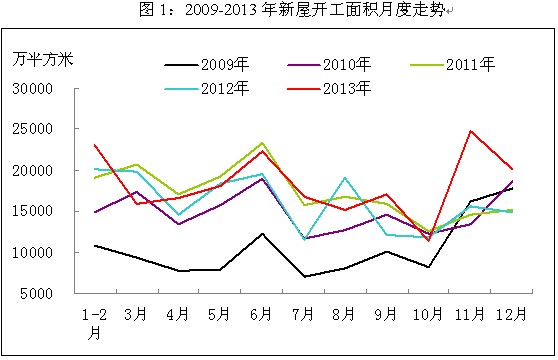 图 1：2009-2013 年新屋开工面积月度走势↵
万平方米
2009年 2010年 2011年
2012年 2013年
30000
25000
20000
15000
10000
5000
1-2月 3月 4月 5月 6月 7月 8月 9月 10月 11月 12月